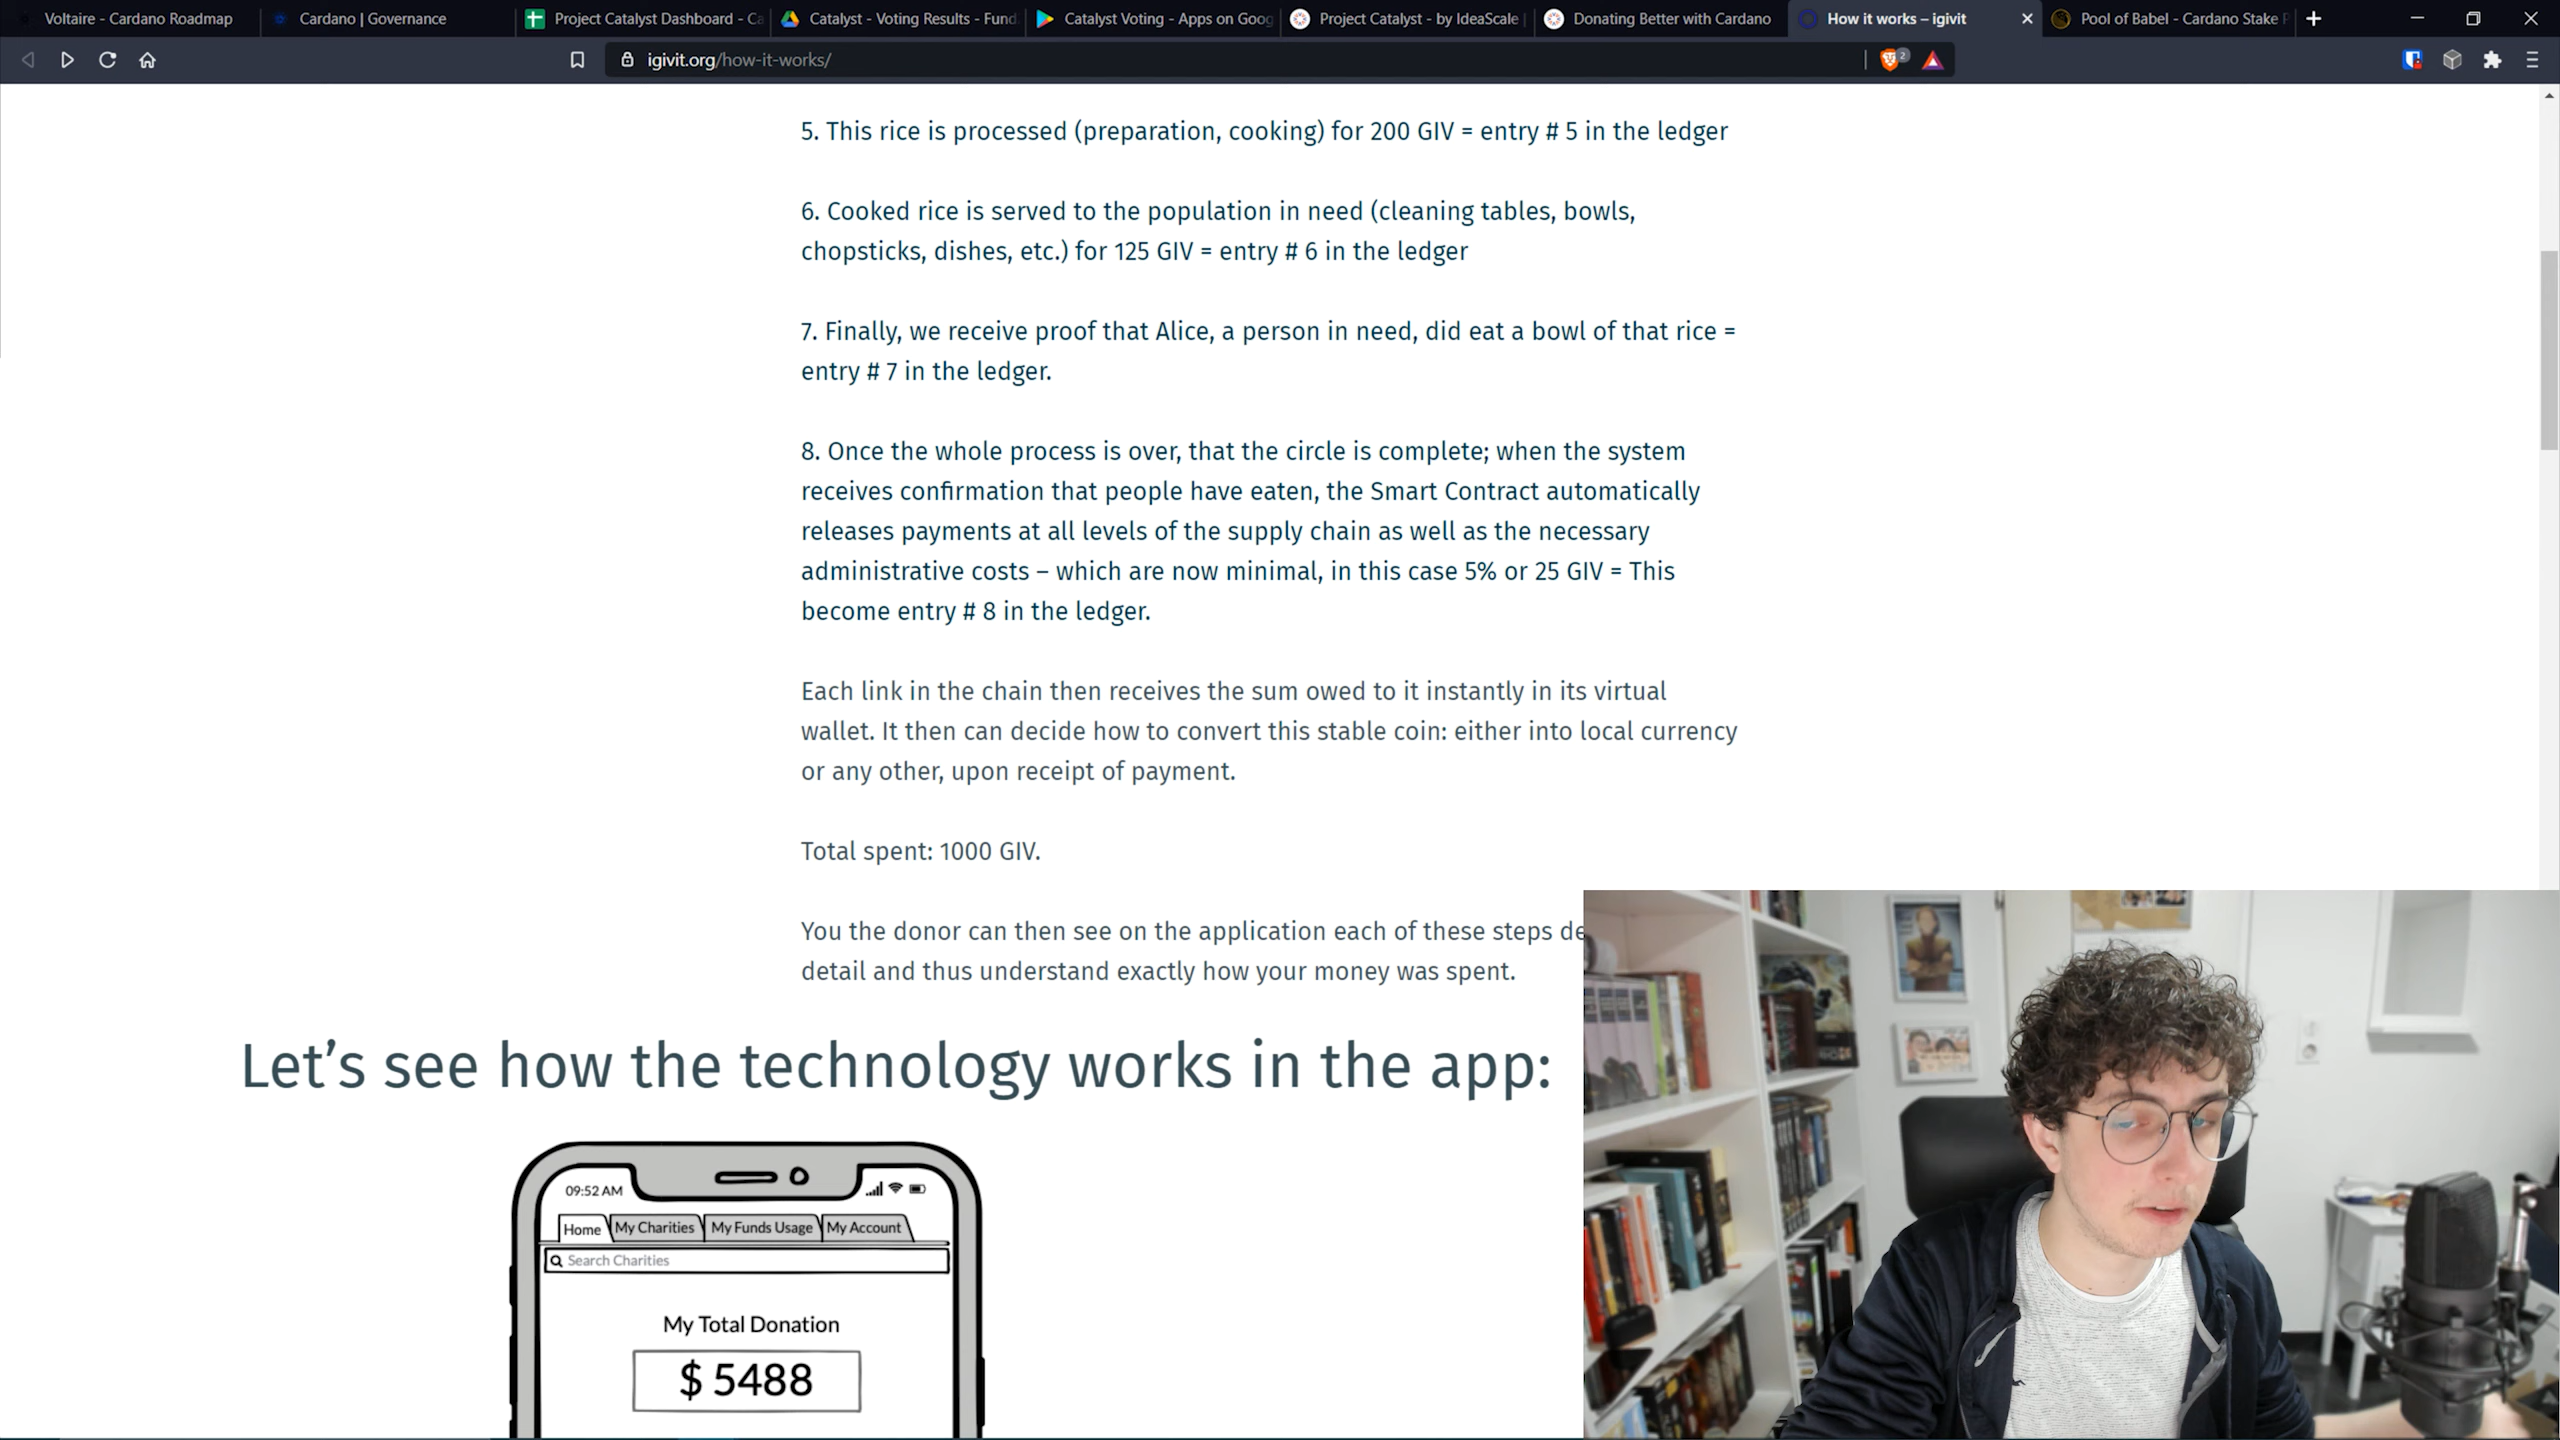 Voltaire - Cardano Roadmap
Cardano | Governance
Project Catalyst Dashboard - Ca
Catalyst - Voting Results - Fund
Catalyst Voting - Apps on Goog
Project Catalyst - by IdeaScale
Donating Better with Cardano
How it works – igivit
Pool of Babel - Cardano Stake P
igivit.org/how-it-works/
2
5. This rice is processed (preparation, cooking) for 200 GIV = entry # 5 in the ledger
6. Cooked rice is served to the population in need (cleaning tables, bowls,
chopsticks, dishes, etc.) for 125 GIV = entry # 6 in the ledger
7. Finally, we receive proof that Alice, a person in need, did eat a bowl of that rice =
entry # 7 in the ledger.
8. Once the whole process is over, that the circle is complete; when the system
receives confirmation that people have eaten, the Smart Contract automatically
releases payments at all levels of the supply chain as well as the necessary
administrative costs – which are now minimal, in this case 5% or 25 GIV = This
become entry # 8 in the ledger.
Each link in the chain then receives the sum owed to it instantly in its virtual
wallet. It then can decide how to convert this stable coin: either into local currency
or any other, upon receipt of payment.
Total spent: 1000 GIV.
You the donor can then see on the application each of these steps de
detail and thus understand exactly how your money was spent.
Let's see how the technology works in the app:
09:52 AM
Home My Charities My Funds Usage My Account
Search Charities
My Total Donation
$ 5488